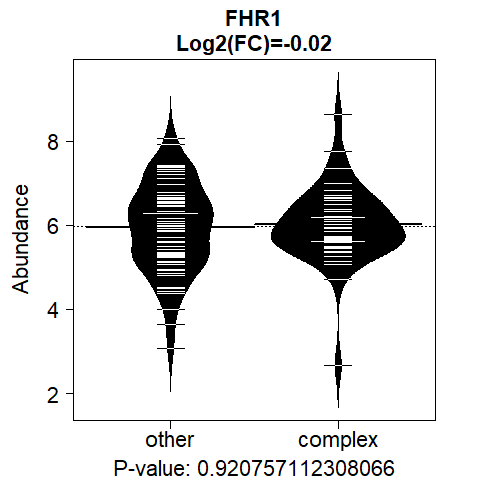 FHR1
Log2(FC)=-0.02
Abundance
8
6
4
2
other complex
P-value: 0.920757112308066